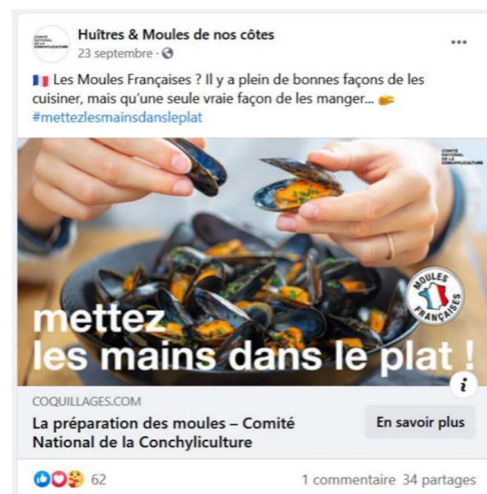 Huîtres & Moules de nos côtes
23 septembre ·
🇫🇷 Les Moules Françaises ? Il y a plein de bonnes façons de les
cuisiner, mais qu'une seule vraie façon de les manger...
#mettezlesmainsdansleplat
COMITÉ
NATIONAL
DE LA
CONCHYLICULTURE
MOULES
FRANÇAISES
mettez
les mains dans le plat !
COQUILLAGES.COM
La préparation des moules – Comité
National de la Conchyliculture
En savoir plus
62
1 commentaire 34 partages